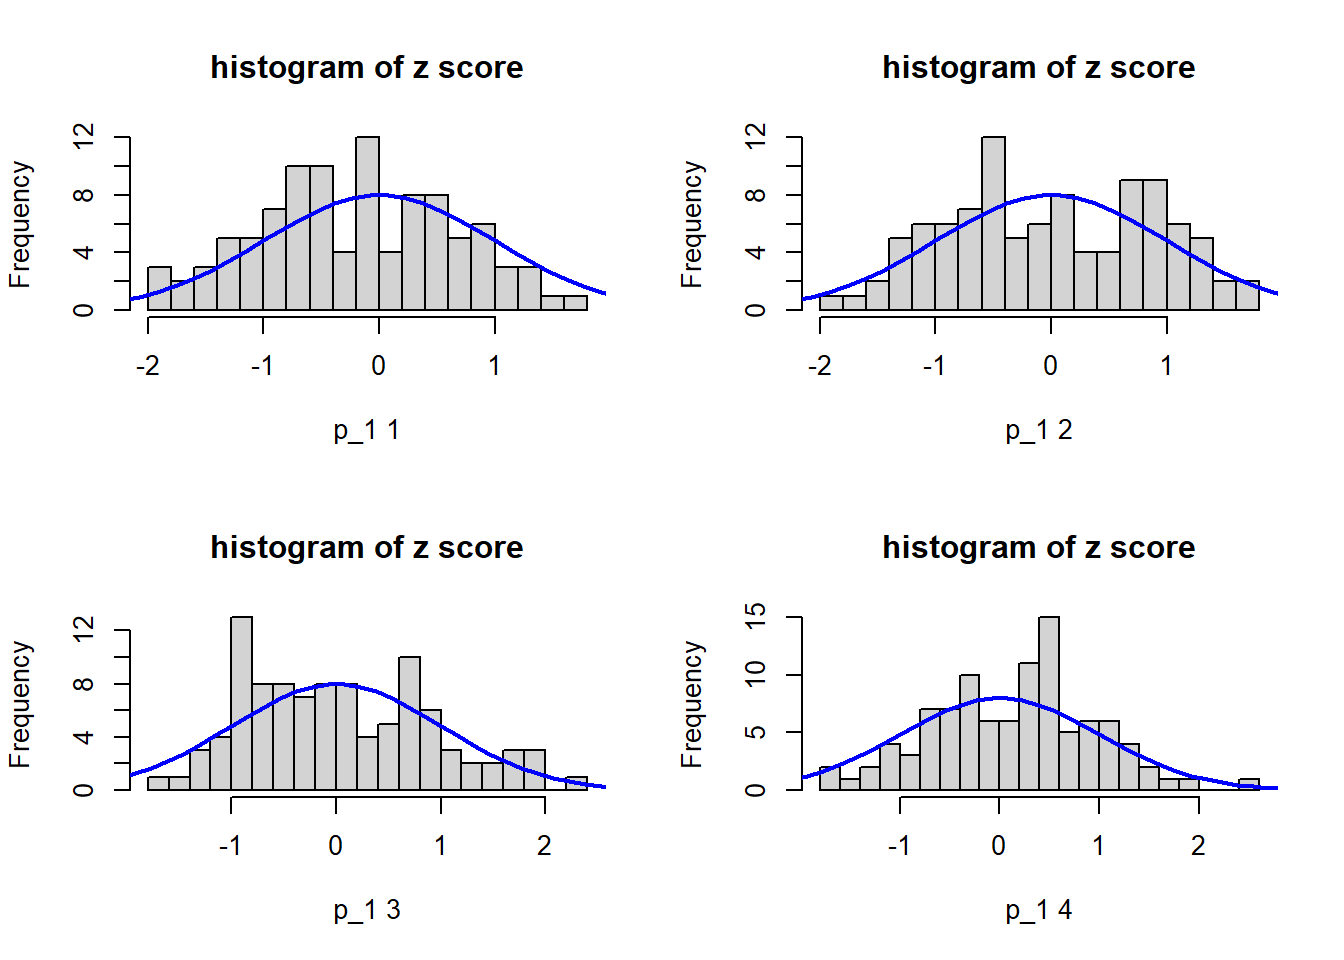 histogram of z score
Frequency
12
8
4
0
-2 -1 0 1
p_1 1
histogram of z score
Frequency
12
8
4
0
-2 -1 0 1
p_1 2
histogram of z score
Frequency
12
8
4
0
-1 0 1 2
p_1 3
histogram of z score
Frequency
15
10
5
0
-1 0 1 2
p_1 4